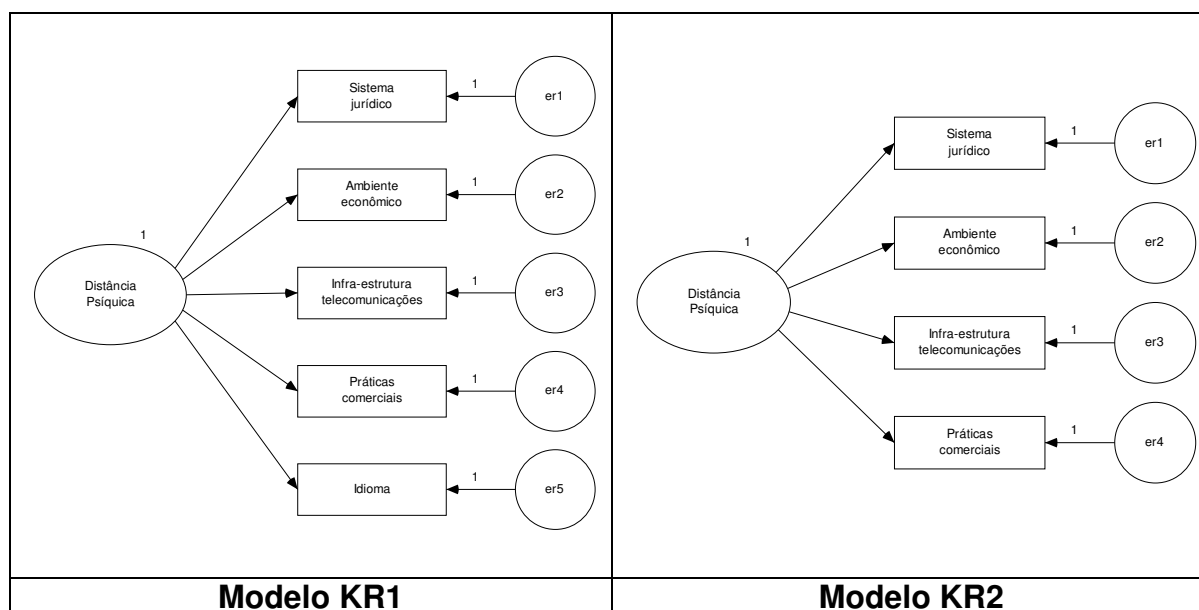 Sistema
jurídico
1
er1
Ambiente
econômico
1
er2
1
Distância
Psíquica
Infra-estrutura
telecomunicações
1
er3
Práticas
comerciais
1
er4
Idioma
1
er5
Modelo KR1
Sistema
jurídico
1
er1
Ambiente
econômico
1
er2
1
Distância
Psíquica
Infra-estrutura
telecomunicações
1
er3
Práticas
comerciais
1
er4
Modelo KR2